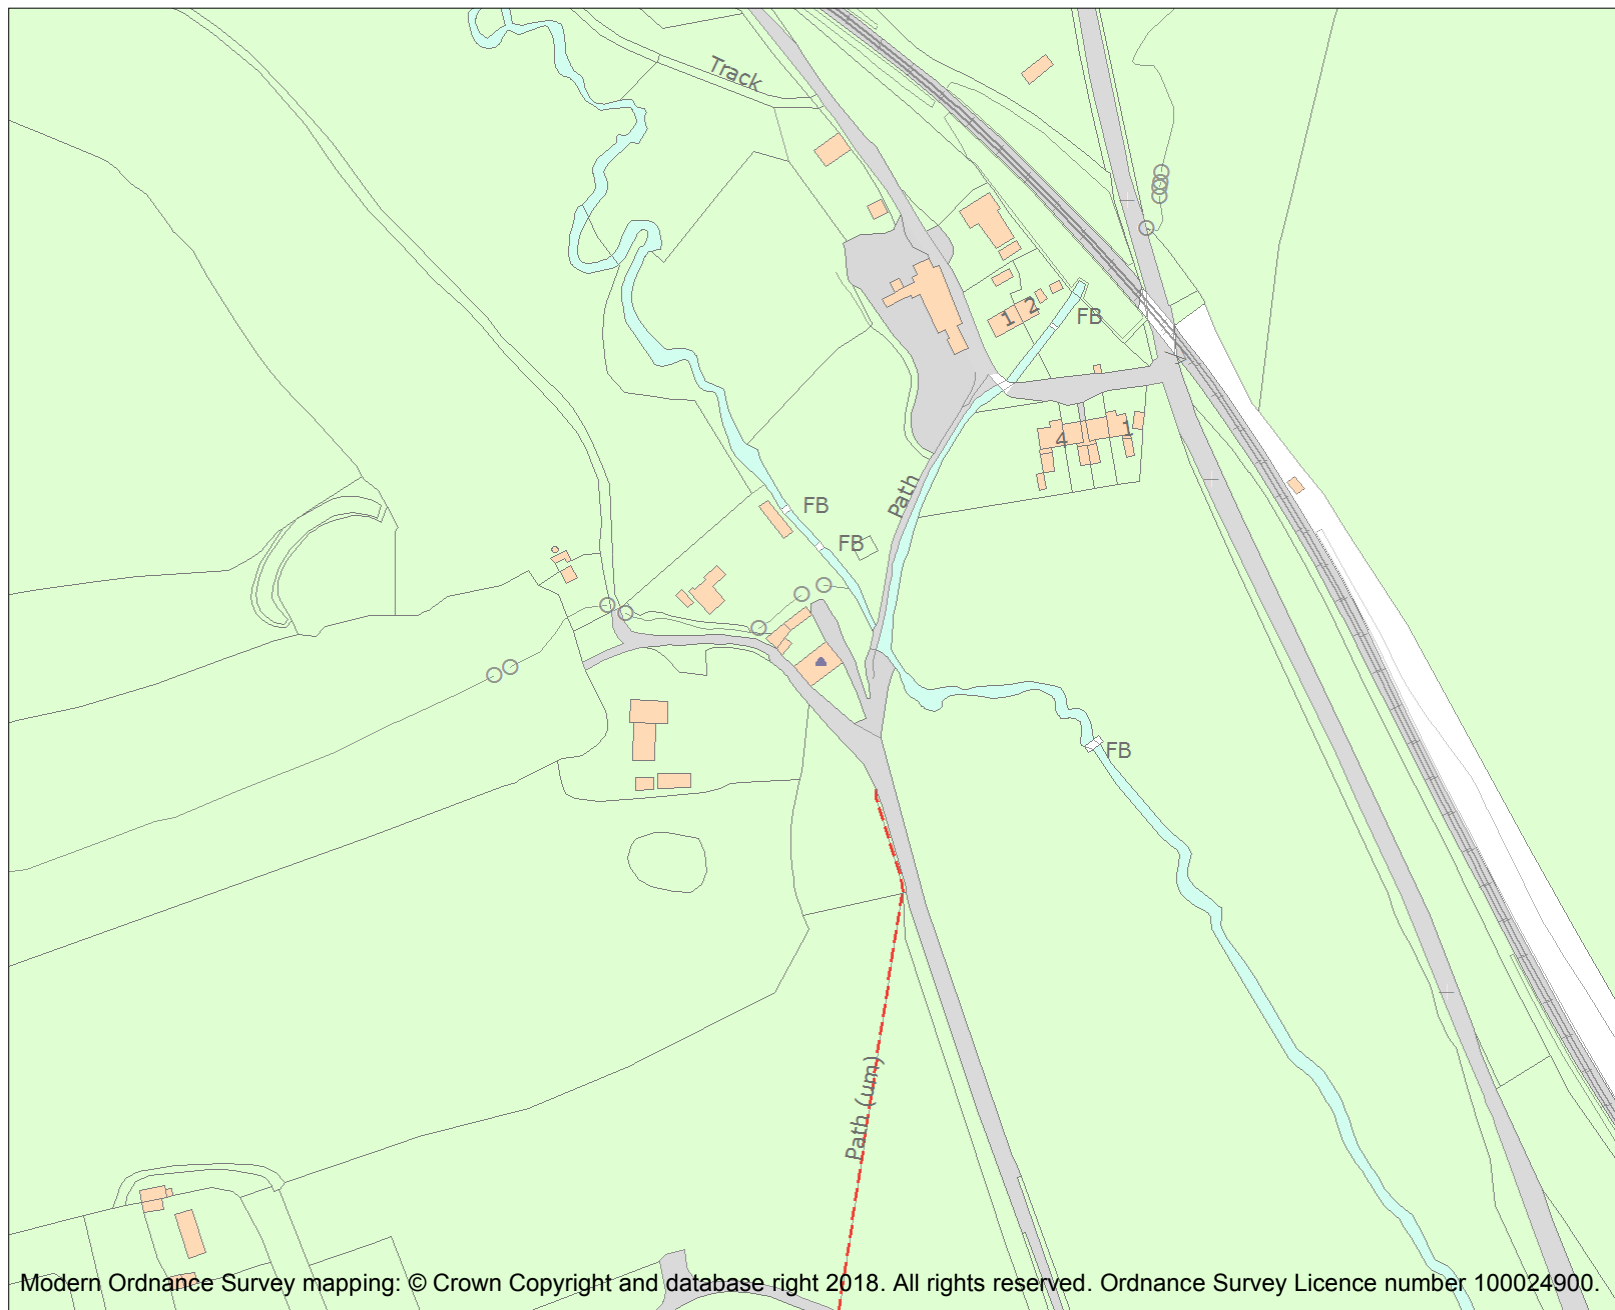 Track
FB
1 2
4 1
Path
FB
FB
FB
Path (um)
Modern Ordnance Survey mapping: © Crown Copyright and database right 2018. All rights reserved. Ordnance Survey Licence number 100024900.